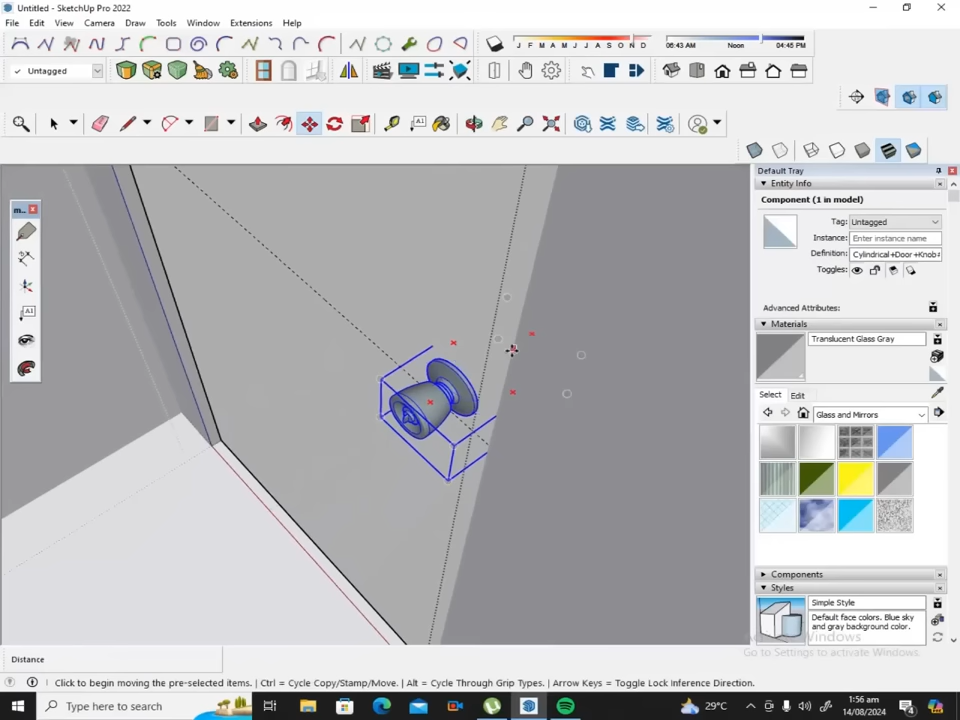 Untitled - SketchUp Pro 2022
File Edit View Camera Draw Tools Window Extensions Help
J F M A M J J A S O N D
06:43 AM Noon 04:45 PM
Untagged
m...
Default Tray
Entity Info
Component (1 in model)
Tag: Untagged
Instance: Enter instance name
Definition: Cylindrical+Door+Knob#
Toggles:
Advanced Attributes:
Materials
Translucent Glass Gray
Select Edit
Glass and Mirrors
Components
Styles
Simple Style
Default face colors. Blue sky
and gray background color.
Activate Windows
Go to Settings to activate Windows.
Distance
Click to begin moving the pre-selected items. | Ctrl = Cycle Copy/Stamp/Move. | Alt = Cycle Through Grip Types. | Arrow Keys = Toggle Lock Inference Direction.
Type here to search
29°C
1:56 am
14/08/2024
4